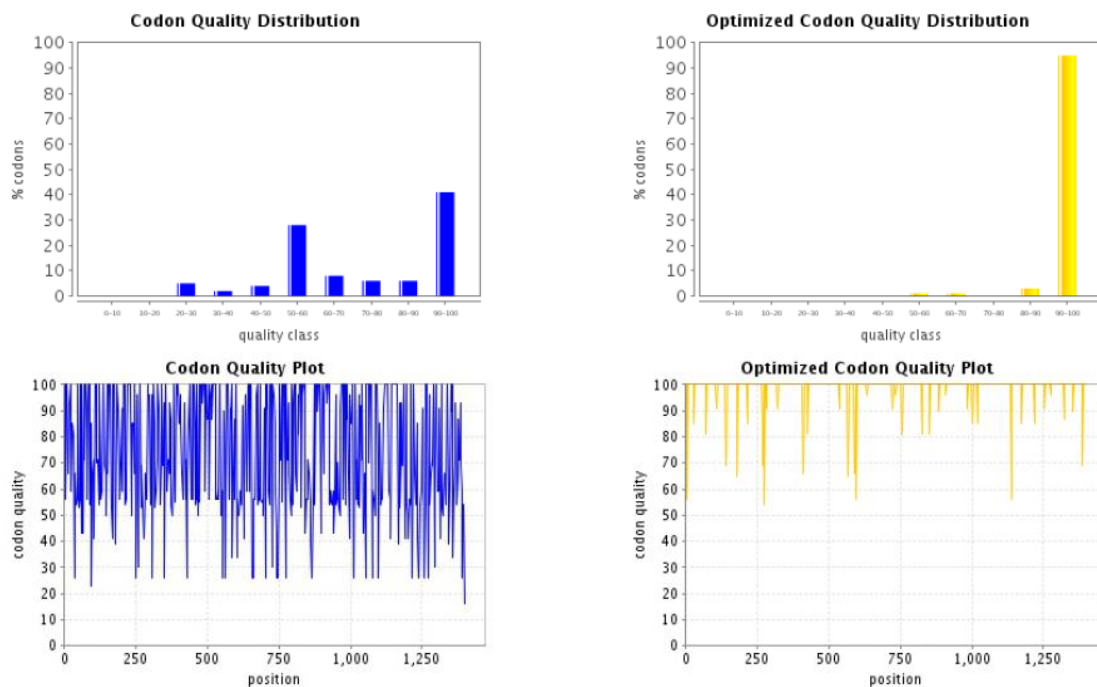 Codon Quality Distribution
100
90
80
70
60
50
40
30
20
10
0
% codons
0-10 10-20 20-30 30-40 40-50 50-60 60-70 70-80 80-90 90-100
quality class
Optimized Codon Quality Distribution
100
90
80
70
60
50
40
30
20
10
0
% codons
0-10 10-20 20-30 30-40 40-50 50-60 60-70 70-80 80-90 90-100
quality class
Codon Quality Plot
100
90
80
70
60
50
40
30
20
10
0
codon quality
0 250 500 750 1,000 1,250
position
Optimized Codon Quality Plot
100
90
80
70
60
50
40
30
20
10
0
codon quality
0 250 500 750 1,000 1,250
position